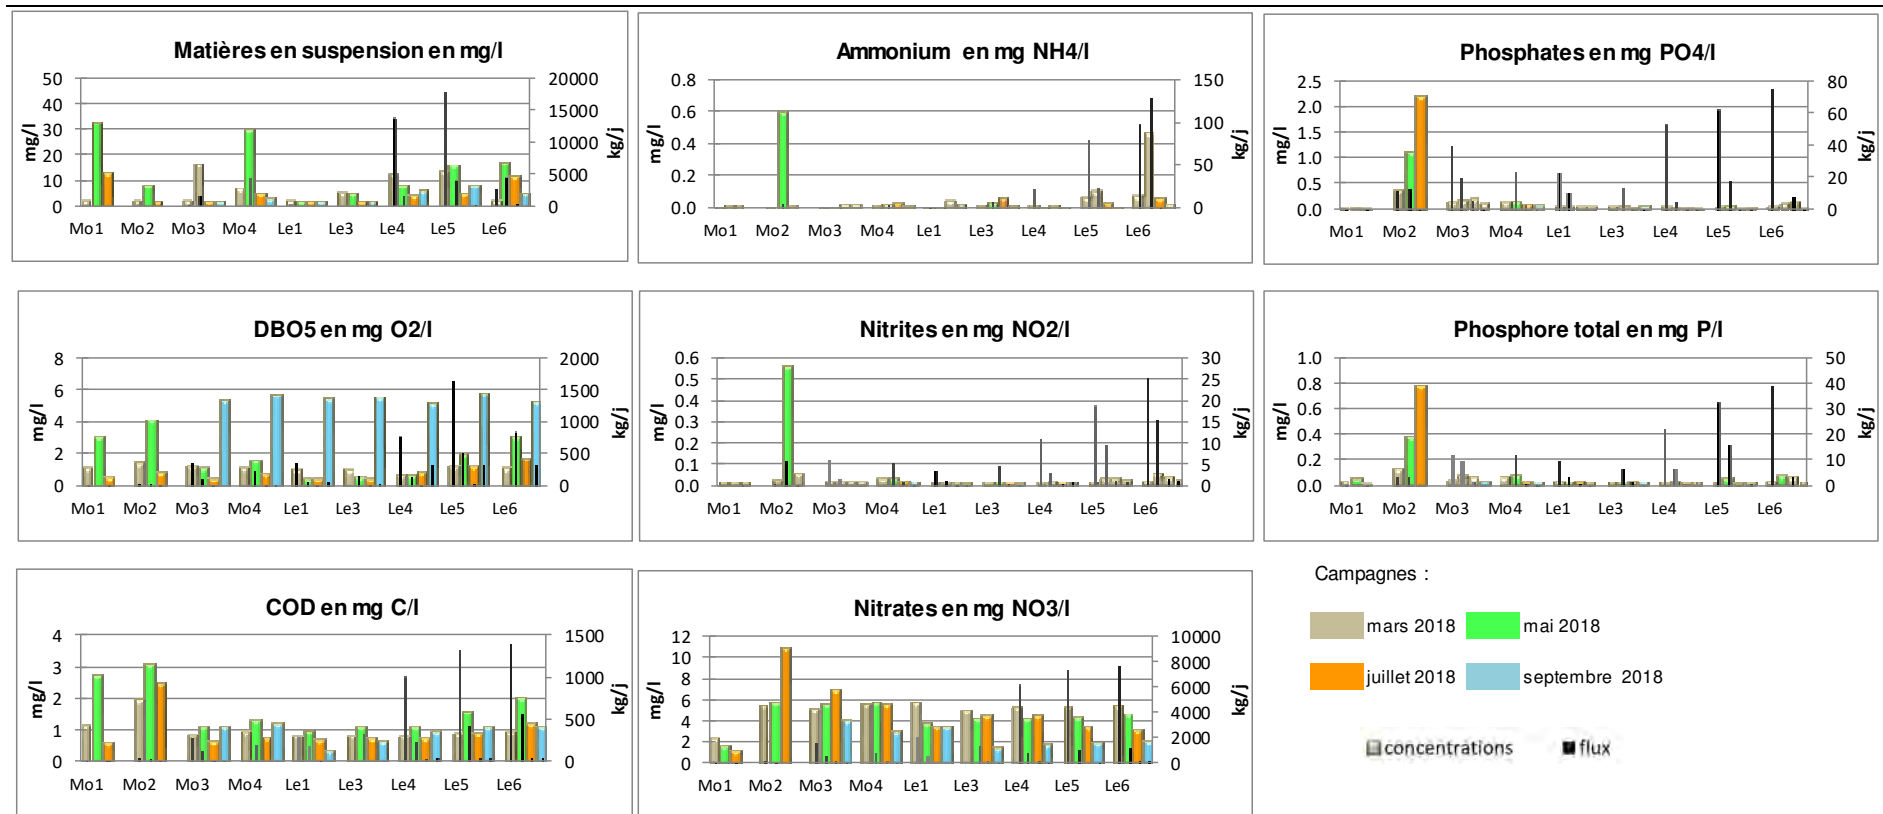 Matières en suspension en mg/l
50 40 30 20 10 0
mg/l
20000 15000 10000 5000 0
kg/j
Mo1 Mo2 Mo3 Mo4 Le1 Le3 Le4 Le5 Le6
Ammonium en mg NH4/l
0.8 0.6 0.4 0.2 0.0
mg/l
150 100 50 0
kg/j
Mo1 Mo2 Mo3 Mo4 Le1 Le3 Le4 Le5 Le6
Phosphates en mg PO4/l
2.5 2.0 1.5 1.0 0.5 0.0
mg/l
80 60 40 20 0
kg/j
Mo1 Mo2 Mo3 Mo4 Le1 Le3 Le4 Le5 Le6
DBO5 en mg O2/l
8 6 4 2 0
mg/l
2000 1500 1000 500 0
kg/j
Mo1 Mo2 Mo3 Mo4 Le1 Le3 Le4 Le5 Le6
Nitrites en mg NO2/l
0.6 0.5 0.4 0.3 0.2 0.1 0.0
mg/l
30 25 20 15 10 5 0
kg/j
Mo1 Mo2 Mo3 Mo4 Le1 Le3 Le4 Le5 Le6
Phosphore total en mg P/l
1.0 0.8 0.6 0.4 0.2 0.0
mg/l
50 40 30 20 10 0
kg/j
Mo1 Mo2 Mo3 Mo4 Le1 Le3 Le4 Le5 Le6
COD en mg C/l
4 3 2 1 0
mg/l
1500 1000 500 0
kg/j
Mo1 Mo2 Mo3 Mo4 Le1 Le3 Le4 Le5 Le6
Nitrates en mg NO3/l
12 10 8 6 4 2 0
mg/l
10000 8000 6000 4000 2000 0
kg/j
Mo1 Mo2 Mo3 Mo4 Le1 Le3 Le4 Le5 Le6
Campagnes :
mars 2018 mai 2018
juillet 2018 septembre 2018
concentrations flux